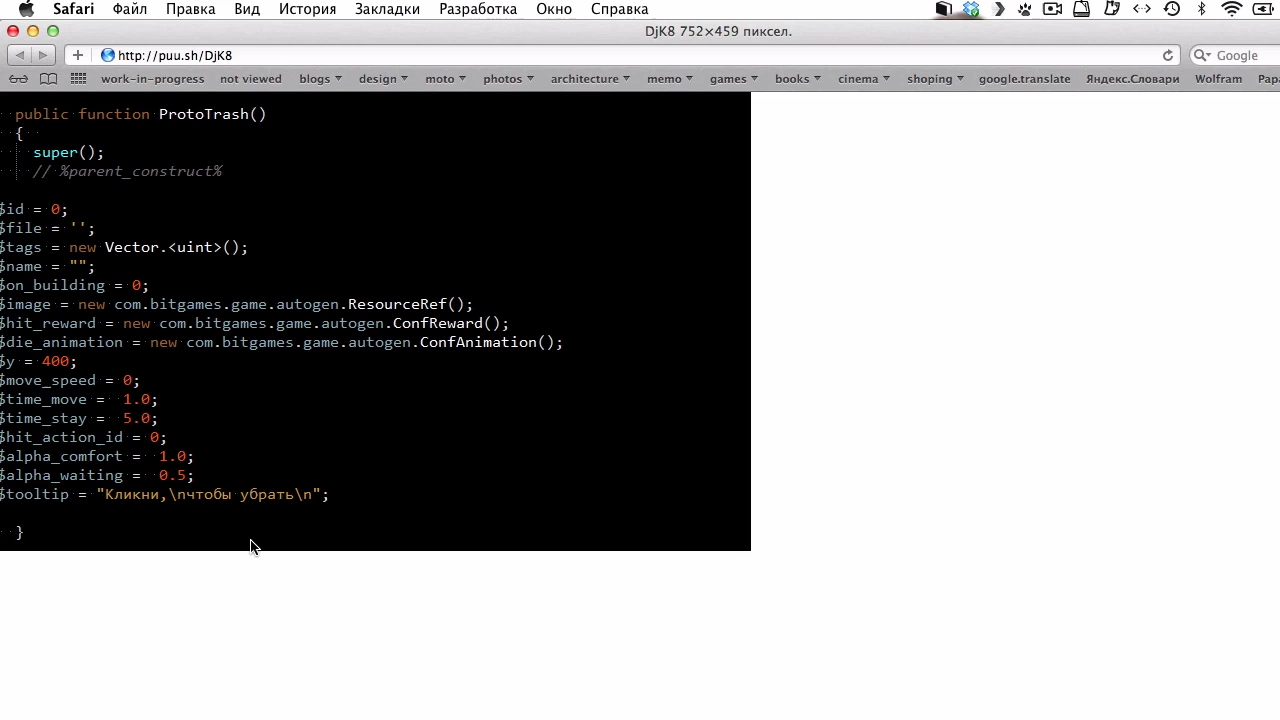 Safari Файл Правка Вид История Закладки Разработка Окно Справка
DjK8 752×459 пиксел.
http://puu.sh/DjK8
Google
work-in-progress not viewed blogs design moto photos architecture memo games books cinema shoping google.translate Яндекс.Словари Wolfram
public function ProtoTrash()
{
super();
// %parent_construct%
$id = 0;
$file = '';
$tags = new Vector.<uint>();
$name = "";
$on_building = 0;
$image = new com.bitgames.game.autogen.ResourceRef();
$hit_reward = new com.bitgames.game.autogen.ConfReward();
$die_animation = new com.bitgames.game.autogen.ConfAnimation();
$y = 400;
$move_speed = 0;
$time_move = 1.0;
$time_stay = 5.0;
$hit_action_id = 0;
$alpha_comfort = 1.0;
$alpha_waiting = 0.5;
$tooltip = "Кликни,\nчтобы убрать\n";
}